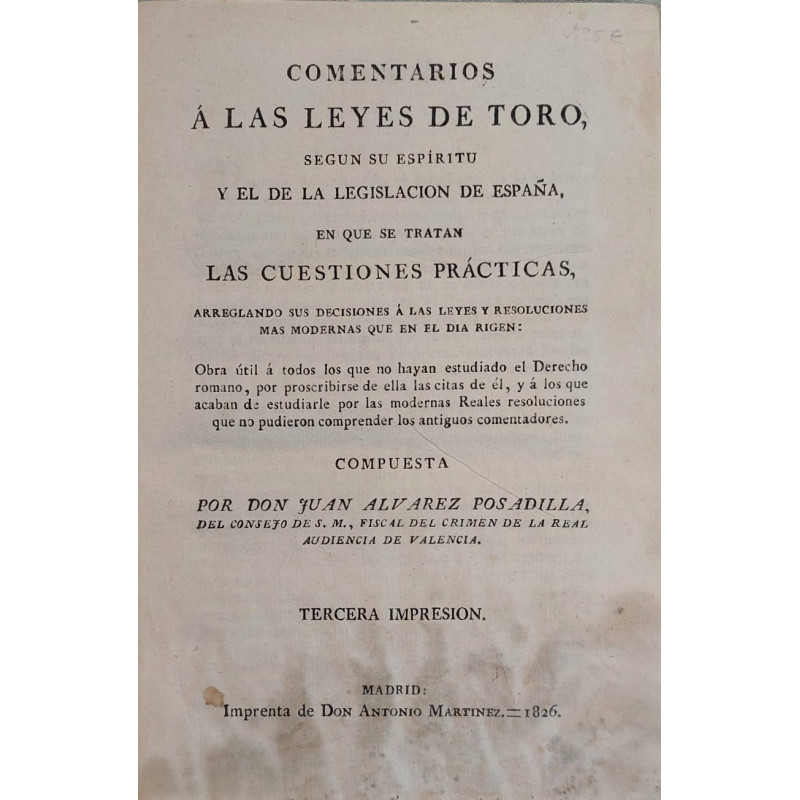 COMENTARIOS
Á LAS LEYES DE TORO,
SEGUN SU ESPÍRITU
Y EL DE LA LEGISLACION DE ESPAÑA,
EN QUE SE TRATAN
LAS CUESTIONES PRÁCTICAS,
ARREGLANDO SUS DECISIONES Á LAS LEYES Y RESOLUCIONES
MAS MODERNAS QUE EN EL DIA RIGEN:
Obra útil á todos los que no hayan estudiado el Derecho
romano, por proscribirse de ella las citas de él, y á los que
acaban de estudiarle por las modernas Reales resoluciones
que no pudieron comprender los antiguos comentadores.
COMPUESTA
POR DON JUAN ALVAREZ POSADILLA,
DEL CONSEJO DE S. M., FISCAL DEL CRIMEN DE LA REAL
AUDIENCIA DE VALENCIA.
TERCERA IMPRESION.
MADRID:
Imprenta de DON ANTONIO MARTINEZ.=1826.